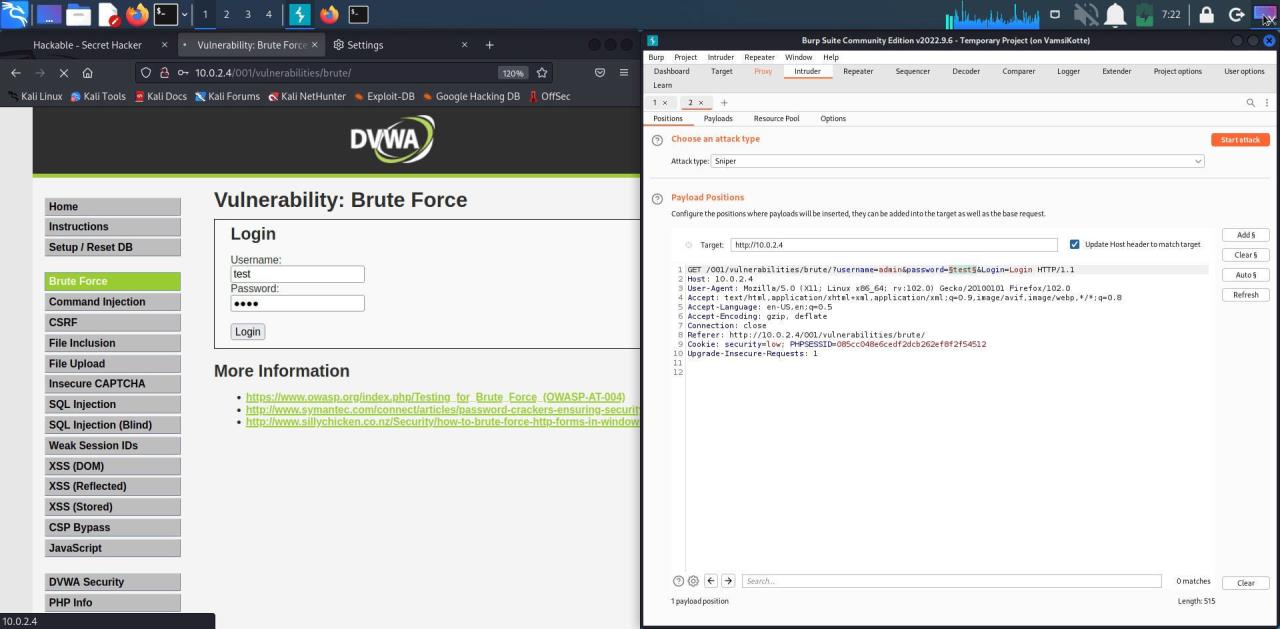 1 2 3 4
7:22
Hackable - Secret Hacker ×
Vulnerability: Brute Force ×
Settings ×
10.0.2.4/001/vulnerabilities/brute/
120%
Kali Linux Kali Tools Kali Docs Kali Forums Kali NetHunter Exploit-DB Google Hacking DB OffSec
DVWA
Home
Instructions
Setup / Reset DB
Brute Force
Command Injection
CSRF
File Inclusion
File Upload
Insecure CAPTCHA
SQL Injection
SQL Injection (Blind)
Weak Session IDs
XSS (DOM)
XSS (Reflected)
XSS (Stored)
CSP Bypass
JavaScript
DVWA Security
PHP Info
10.0.2.4
Vulnerability: Brute Force
Login
Username:
test
Password:
••••
Login
More Information
https://www.owasp.org/index.php/Testing_for_Brute_Force_(OWASP-AT-004)
http://www.symantec.com/connect/articles/password-crackers-ensuring-securit
http://www.sillychicken.co.nz/Security/how-to-brute-force-http-forms-in-window
Burp Suite Community Edition v2022.9.6 - Temporary Project (on VamsiKotte)
Burp Project Intruder Repeater Window Help
Dashboard Target Proxy Intruder Repeater Sequencer Decoder Comparer Logger Extender Project options User options
Learn
1 × 2 × +
Positions Payloads Resource Pool Options
Choose an attack type
Start attack
Attack type: Sniper
Payload Positions
Configure the positions where payloads will be inserted, they can be added into the target as well as the base request.
Target: http://10.0.2.4
Update Host header to match target
Add §
Clear §
Auto §
Refresh
1 GET /001/vulnerabilities/brute/?username=admin&password=§test§&Login=Login HTTP/1.1
2 Host: 10.0.2.4
3 User-Agent: Mozilla/5.0 (X11; Linux x86_64; rv:102.0) Gecko/20100101 Firefox/102.0
4 Accept: text/html,application/xhtml+xml,application/xml;q=0.9,image/avif,image/webp,*/*;q=0.8
5 Accept-Language: en-US,en;q=0.5
6 Accept-Encoding: gzip, deflate
7 Connection: close
8 Referer: http://10.0.2.4/001/vulnerabilities/brute/
9 Cookie: security=low; PHPSESSID=085cc048e6cedf2dcb262ef8f2f54512
10 Upgrade-Insecure-Requests: 1
11
12
Search...
0 matches
Clear
1 payload position
Length: 515